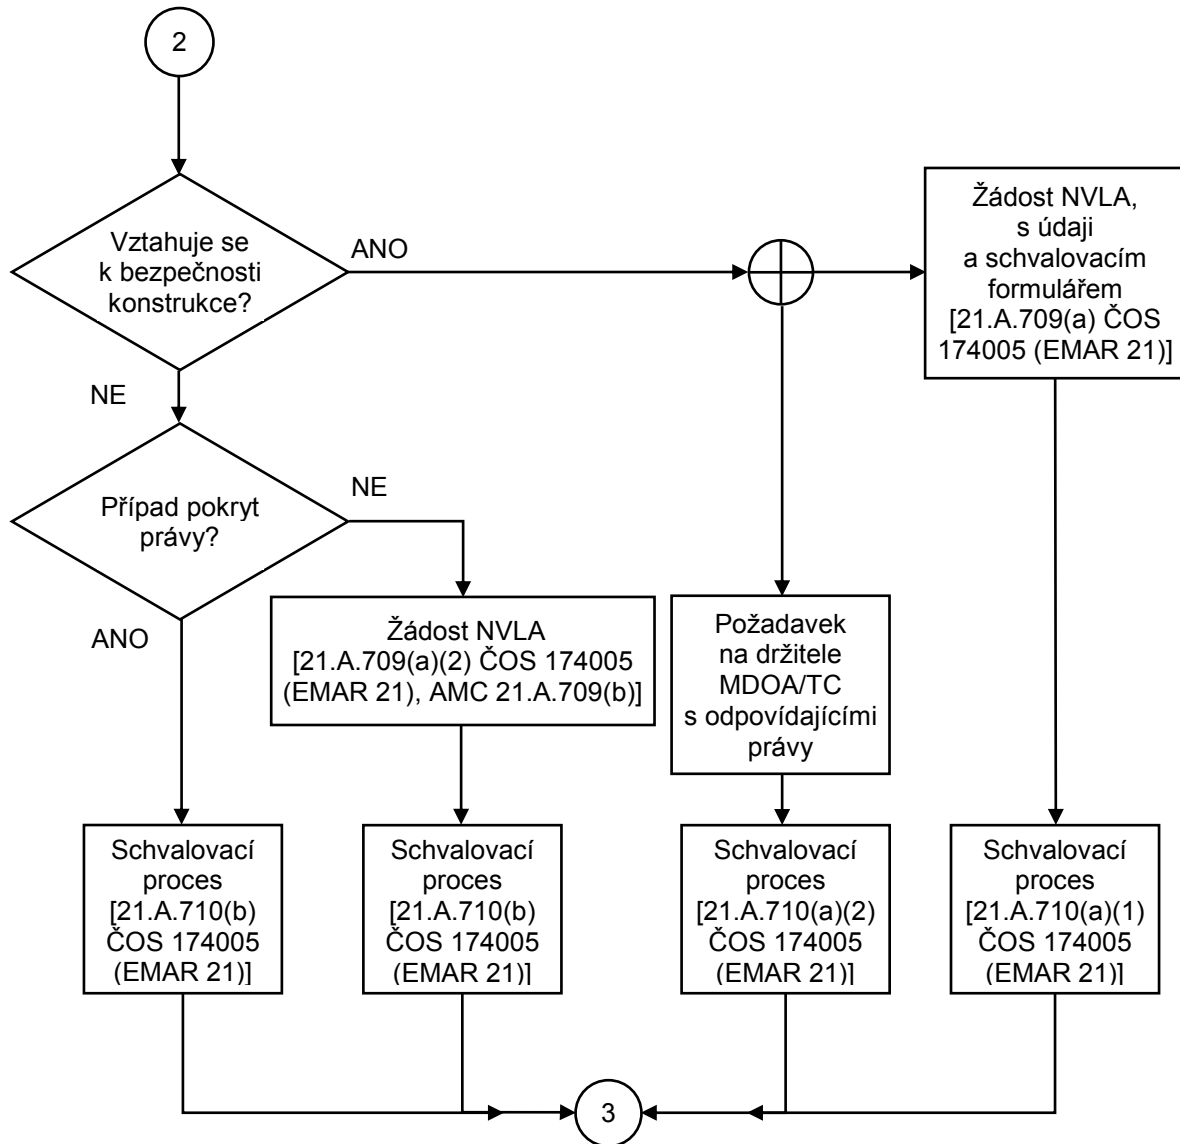 2
Vztahuje se
k bezpečnosti
konstrukce?
ANO
Žádost NVLA,
s údaji
a schvalovacím
formulářem
[21.A.709(a) ČOS
174005 (EMAR 21)]
NE
Případ pokryt
právy?
NE
ANO
Žádost NVLA
[21.A.709(a)(2) ČOS 174005
(EMAR 21), AMC 21.A.709(b)]
Požadavek
na držitele
MDOA/TC
s odpovídajícími
právy
Schvalovací
proces
[21.A.710(b)
ČOS 174005
(EMAR 21)]
Schvalovací
proces
[21.A.710(b)
ČOS 174005
(EMAR 21)]
Schvalovací
proces
[21.A.710(a)(2)
ČOS 174005
(EMAR 21)]
Schvalovací
proces
[21.A.710(a)(1)
ČOS 174005
(EMAR 21)]
3